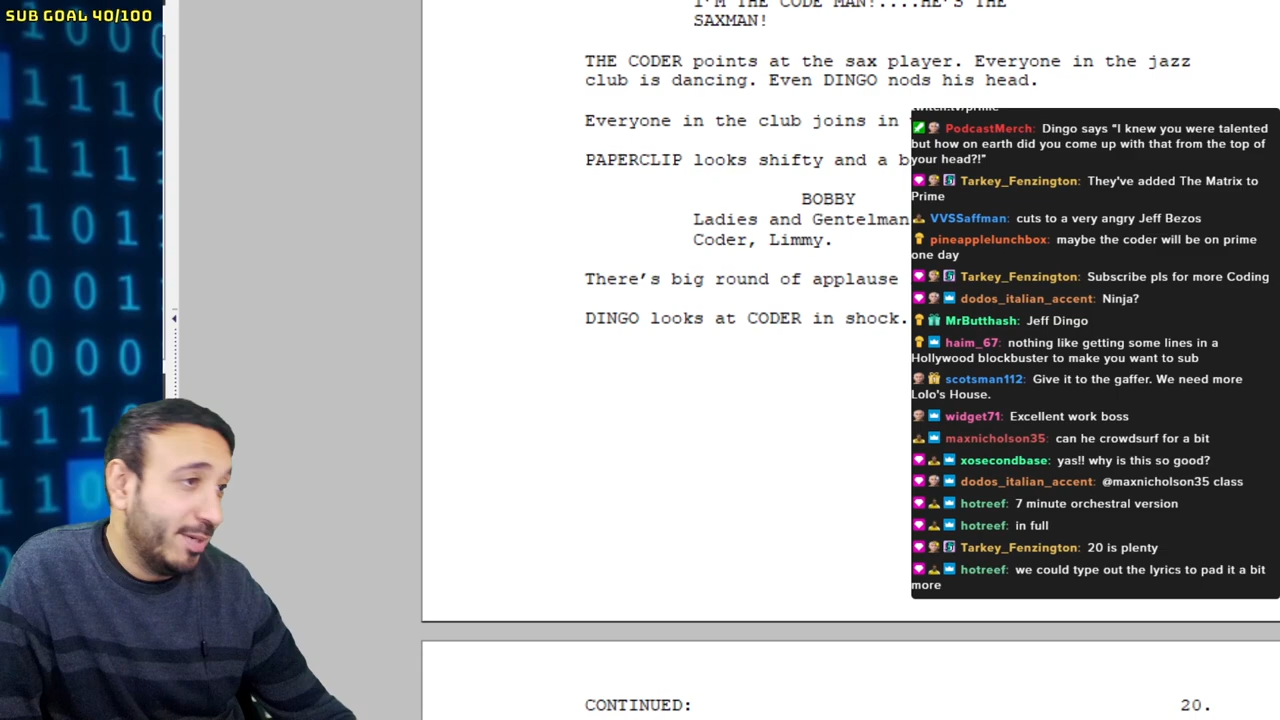 SUB GOAL 40/100
I'M THE CODE MAN!....HE'S THE
SAXMAN!
THE CODER points at the sax player. Everyone in the jazz
club is dancing. Even DINGO nods his head.
Everyone in the club joins in
PAPERCLIP looks shifty and a b
BOBBY
Ladies and Gentelman
Coder, Limmy.
There's big round of applause
DINGO looks at CODER in shock.
CONTINUED:
20.
twitch.tv/prime
PodcastMerch: Dingo says "I knew you were talented
but how on earth did you come up with that from the top of
your head?!"
Tarkey_Fenzington: They've added The Matrix to
Prime
VVSSaffman: cuts to a very angry Jeff Bezos
pineapplelunchbox: maybe the coder will be on prime
one day
Tarkey_Fenzington: Subscribe pls for more Coding
dodos_italian_accent: Ninja?
MrButthash: Jeff Dingo
haim_67: nothing like getting some lines in a
Hollywood blockbuster to make you want to sub
scotsman112: Give it to the gaffer. We need more
Lolo's House.
widget71: Excellent work boss
maxnicholson35: can he crowdsurf for a bit
xosecondbase: yas!! why is this so good?
dodos_italian_accent: @maxnicholson35 class
hotreef: 7 minute orchestral version
hotreef: in full
Tarkey_Fenzington: 20 is plenty
hotreef: we could type out the lyrics to pad it a bit
more